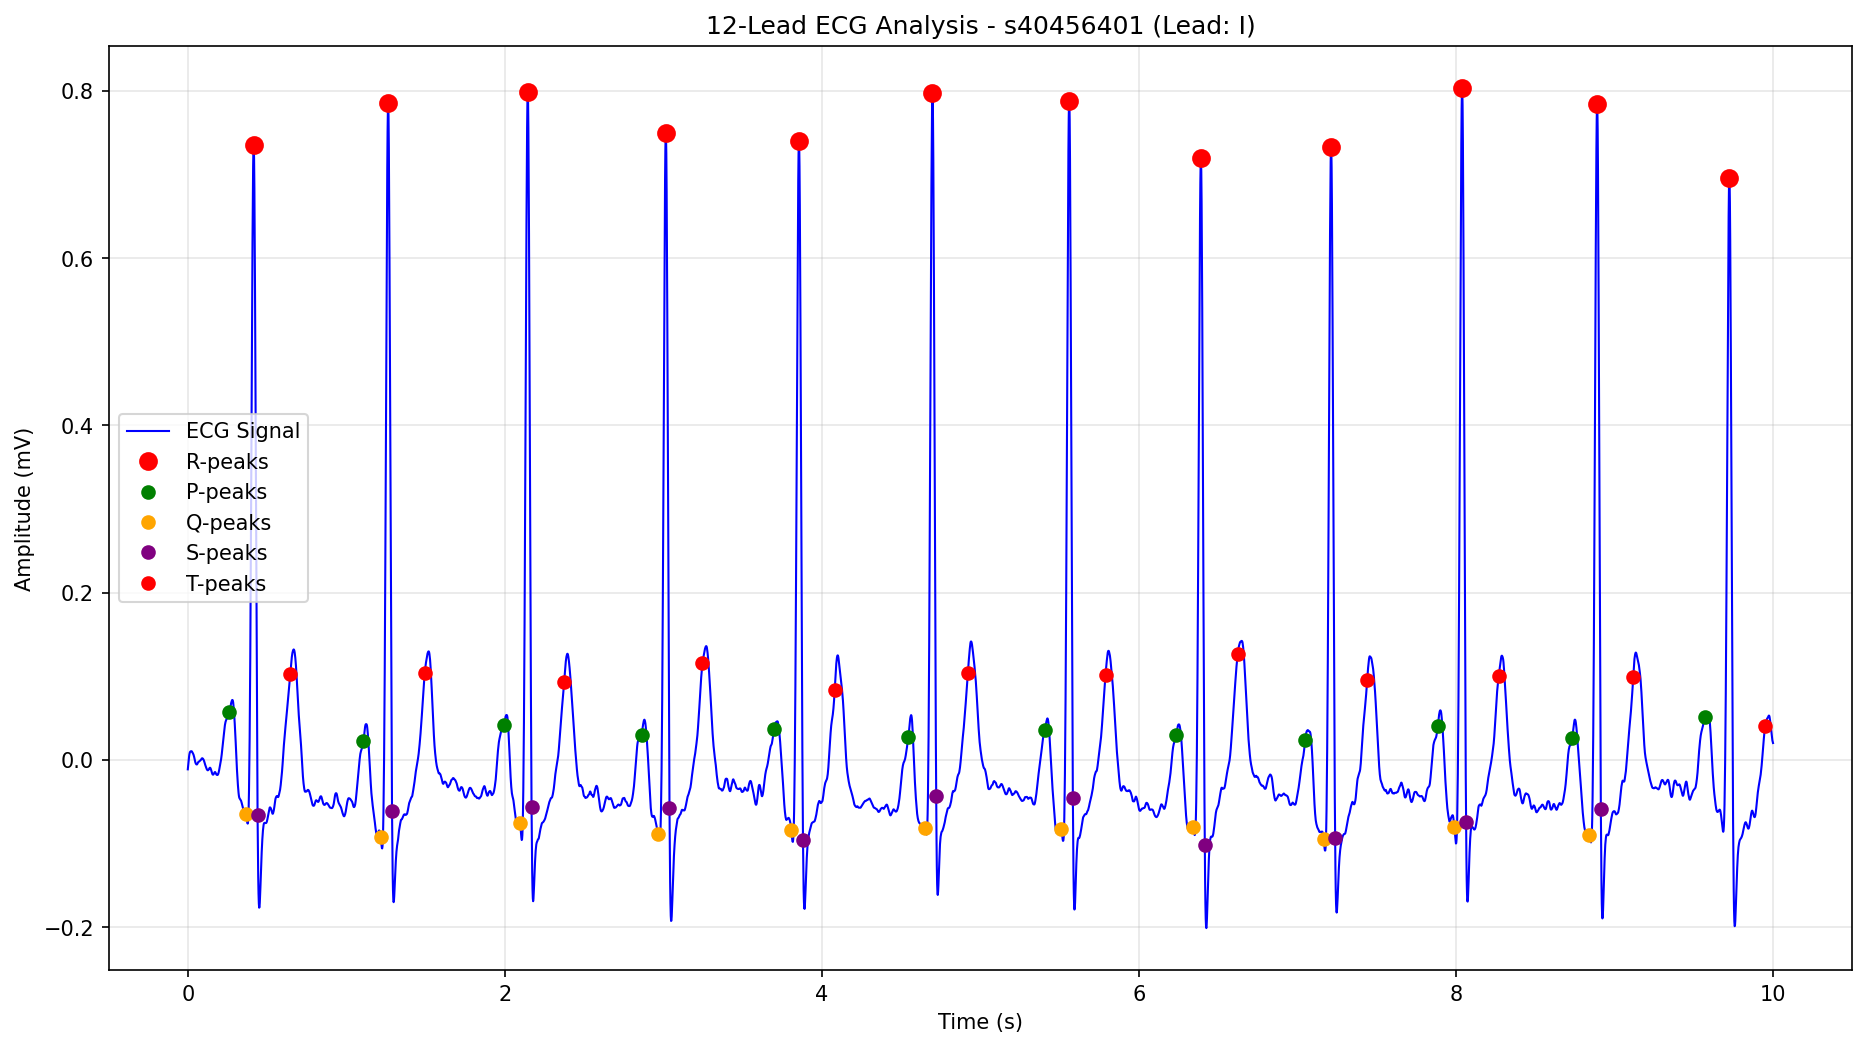 12-Lead ECG Analysis - s40456401 (Lead: I)
Amplitude (mV)
0.8
0.6
0.4
0.2
0.0
−0.2
ECG Signal
R-peaks
P-peaks
Q-peaks
S-peaks
T-peaks
0 2 4 6 8 10
Time (s)